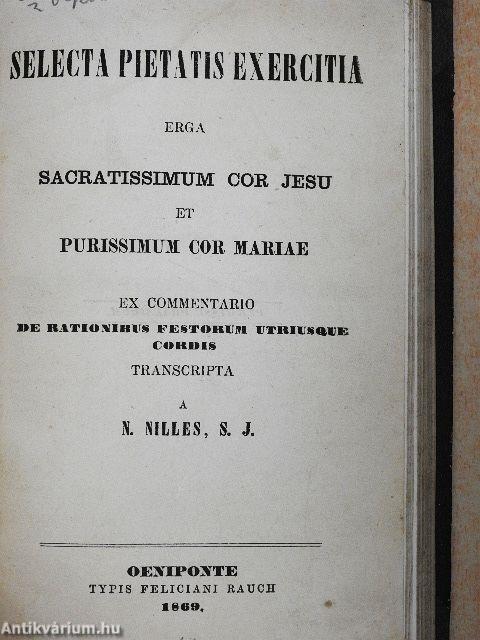 SELECTA PIETATIS EXERCITIA
ERGA
SACRATISSIMUM COR JESU
ET
PURISSIMUM COR MARIAE
EX COMMENTARIO
DE RATIONIBUS FESTORUM UTRIUSQUE
CORDIS
TRANSCRIPTA
A
N. NILLES, S. J.
OENIPONTE
TYPIS FELICIANI RAUCH
1869.
Antikvárium.hu